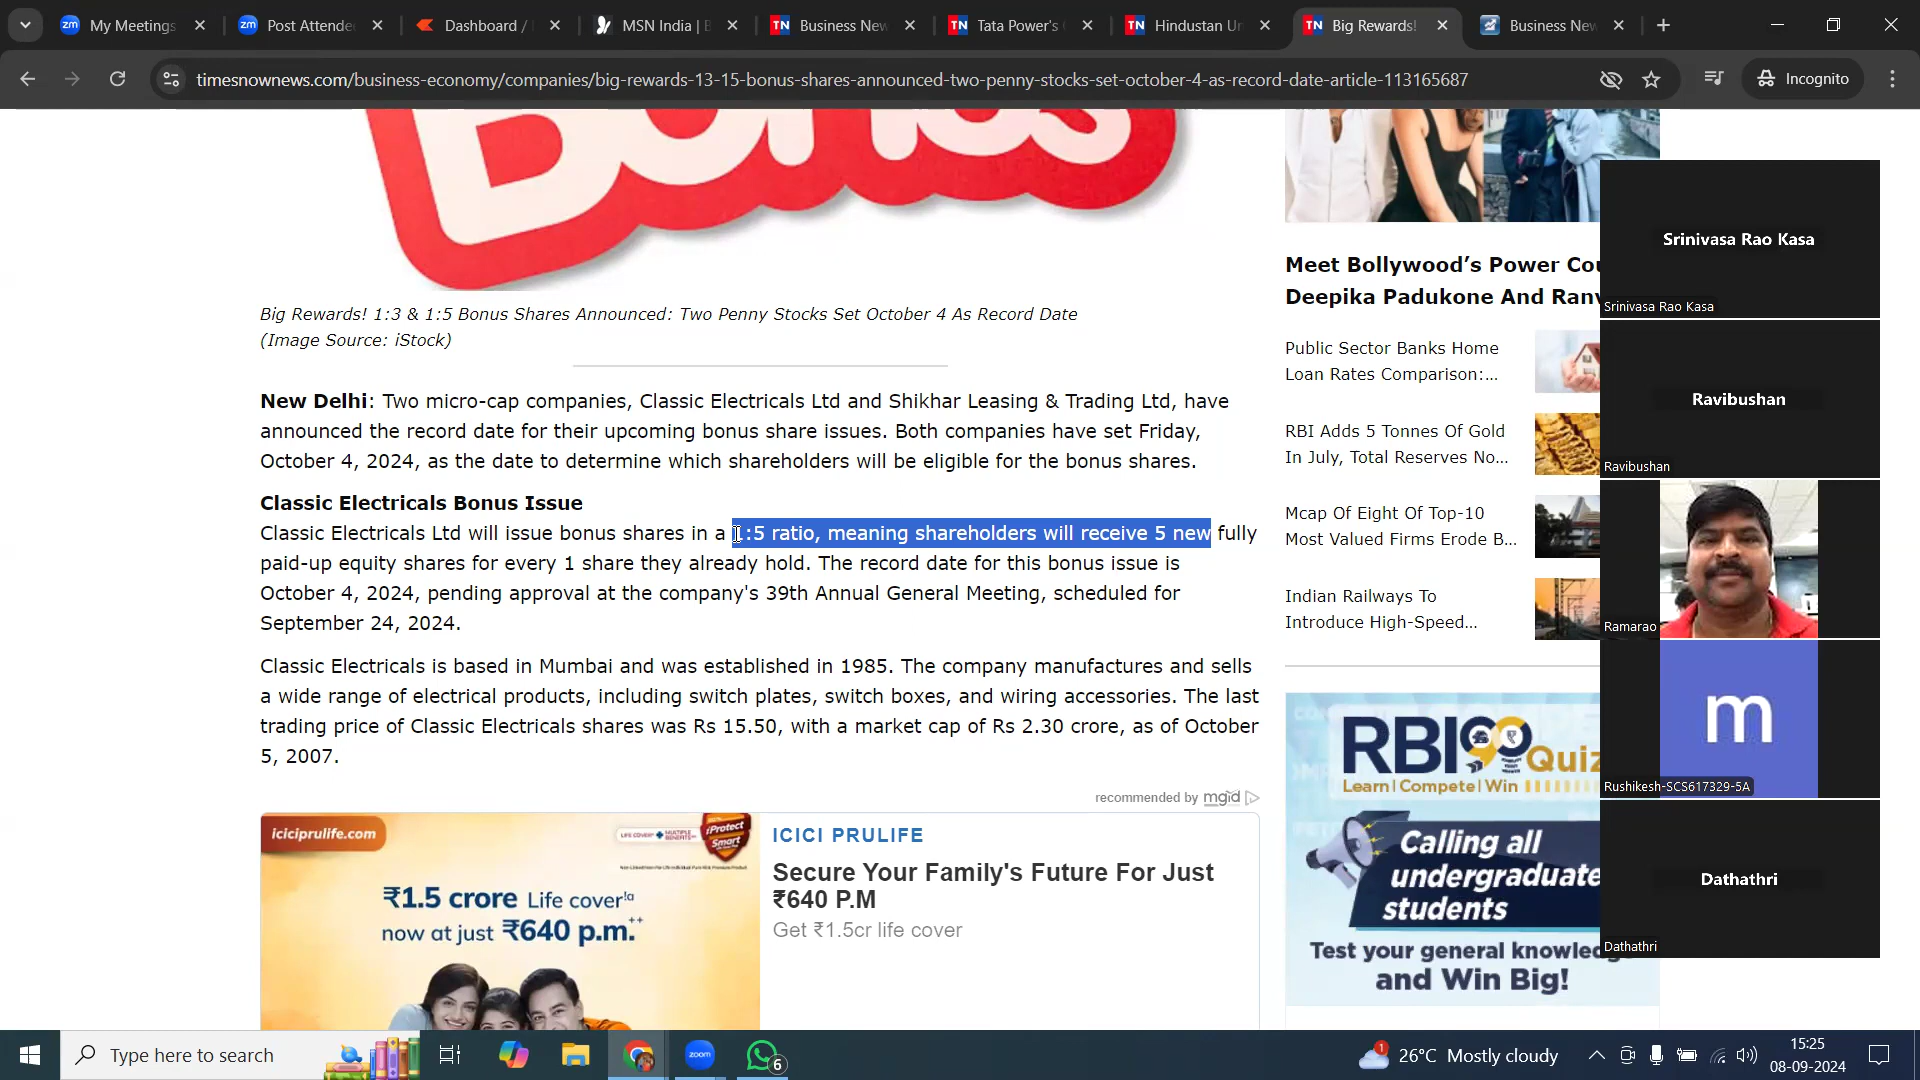 My Meetings
Post Attende
Dashboard /
MSN India | B
Business New
Tata Power's
Hindustan Un
Big Rewards!
Business New
timesnownews.com/business-economy/companies/big-rewards-13-15-bonus-shares-announced-two-penny-stocks-set-october-4-as-record-date-article-113165687
Incognito
Bonus
Big Rewards! 1:3 & 1:5 Bonus Shares Announced: Two Penny Stocks Set October 4 As Record Date
(Image Source: iStock)
New Delhi: Two micro-cap companies, Classic Electricals Ltd and Shikhar Leasing & Trading Ltd, have
announced the record date for their upcoming bonus share issues. Both companies have set Friday,
October 4, 2024, as the date to determine which shareholders will be eligible for the bonus shares.
Classic Electricals Bonus Issue
Classic Electricals Ltd will issue bonus shares in a 1:5 ratio, meaning shareholders will receive 5 new fully
paid-up equity shares for every 1 share they already hold. The record date for this bonus issue is
October 4, 2024, pending approval at the company's 39th Annual General Meeting, scheduled for
September 24, 2024.
Classic Electricals is based in Mumbai and was established in 1985. The company manufactures and sells
a wide range of electrical products, including switch plates, switch boxes, and wiring accessories. The last
trading price of Classic Electricals shares was Rs 15.50, with a market cap of Rs 2.30 crore, as of October
5, 2007.
recommended by mgid
iciciprulife.com
iProtect
Smart
₹1.5 crore Life cover
now at just ₹640 p.m.++
ICICI PRULIFE
Secure Your Family's Future For Just
₹640 P.M
Get ₹1.5cr life cover
Meet Bollywood's Power Cou
Deepika Padukone And Ranv
Public Sector Banks Home
Loan Rates Comparison:...
RBI Adds 5 Tonnes Of Gold
In July, Total Reserves No...
Mcap Of Eight Of Top-10
Most Valued Firms Erode B...
Indian Railways To
Introduce High-Speed...
RBI90 Quiz
Learn | Compete | Win
Calling all
undergraduate
students
Test your general knowledg
and Win Big!
Srinivasa Rao Kasa
Srinivasa Rao Kasa
Ravibushan
Ravibushan
Ramarao
m
Rushikesh-SCS617329-5A
Dathathri
Dathathri
Type here to search
zoom
6
1
26°C Mostly cloudy
15:25
08-09-2024